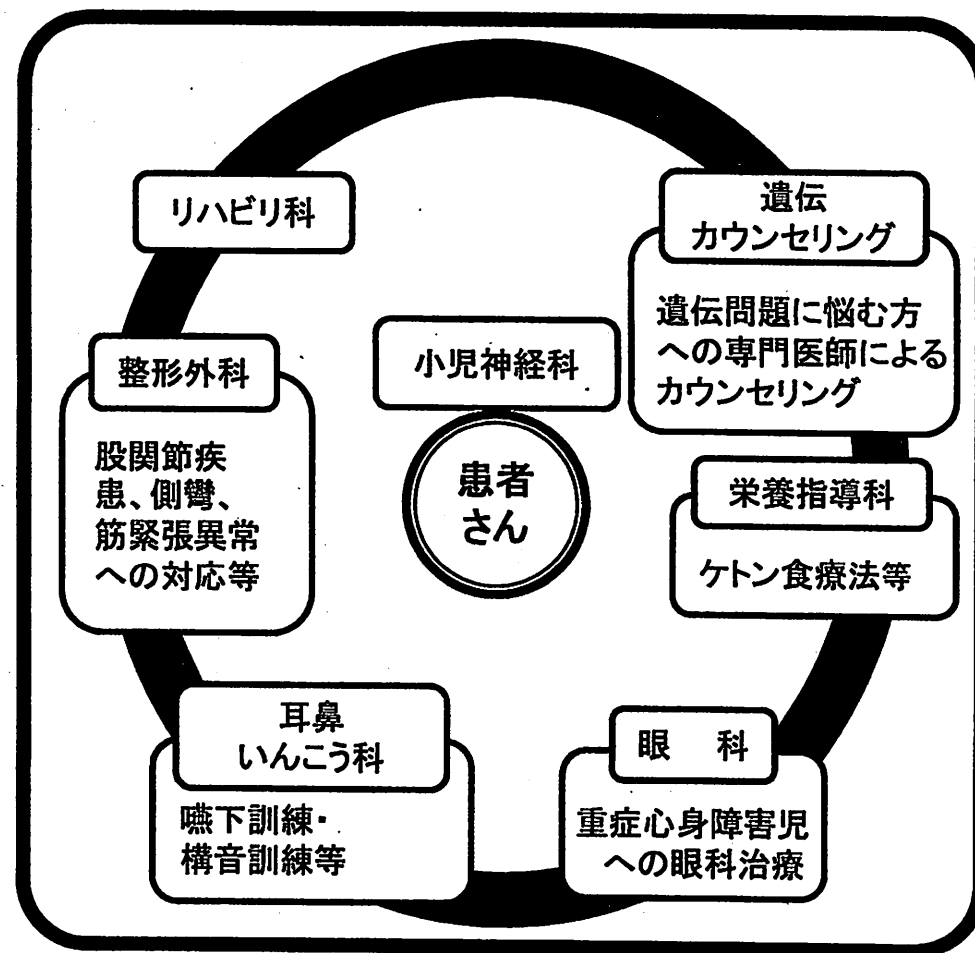 リハビリ科
遺伝
カウンセリング
遺伝問題に悩む方
への専門医師による
カウンセリング
小児神経科
患者
さん
整形外科
股関節疾
患、側彎、
筋緊張異常
への対応等
栄養指導科
ケトン食療法等
耳鼻
いんこう科
嚥下訓練・
構音訓練等
眼　科
重症心身障害児
への眼科治療